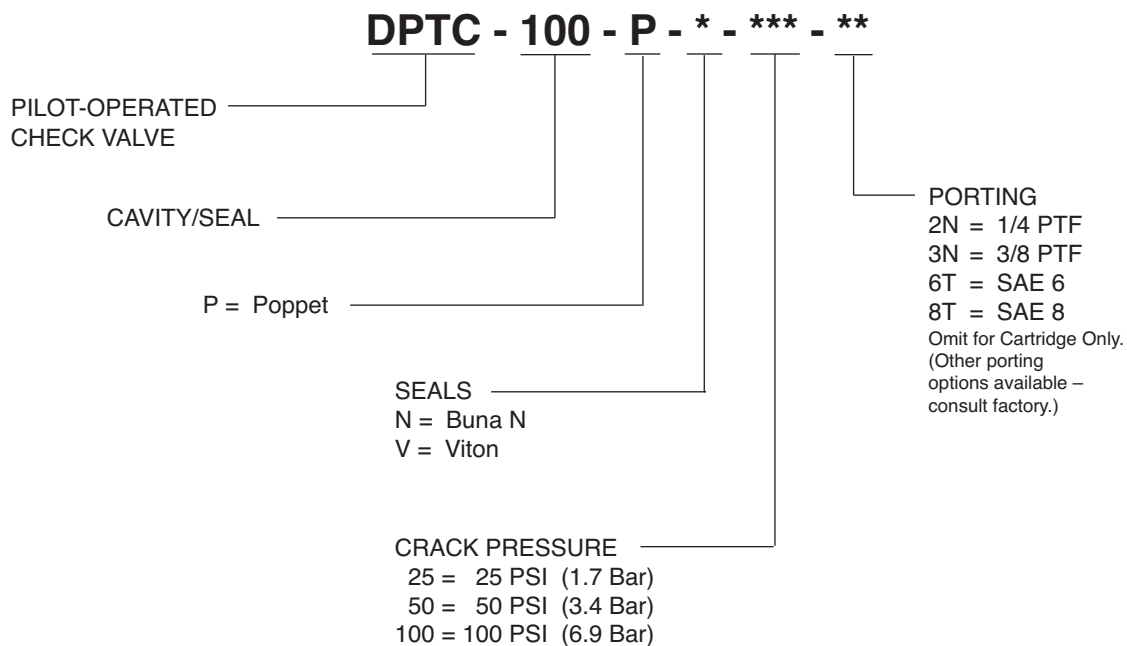 DPTC - 100 - P - * - *** - **
PILOT-OPERATED
CHECK VALVE
CAVITY/SEAL
P = Poppet
SEALS
N = Buna N
V = Viton
CRACK PRESSURE
25 = 25 PSI (1.7 Bar)
50 = 50 PSI (3.4 Bar)
100 = 100 PSI (6.9 Bar)
PORTING
2N = 1/4 PTF
3N = 3/8 PTF
6T = SAE 6
8T = SAE 8
Omit for Cartridge Only.
(Other porting
options available –
consult factory.)